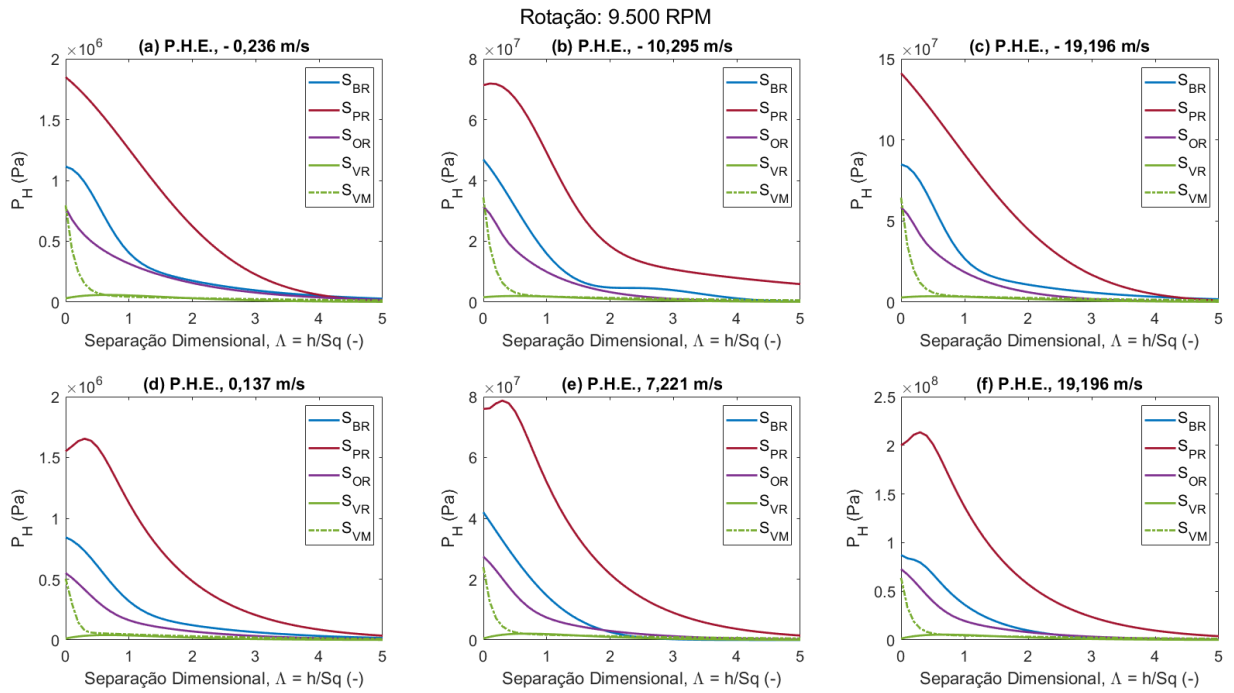 Rotação: 9.500 RPM
(a) P.H.E., - 0,236 m/s
×10^6
2
1.5
1
0.5
0
P_H (Pa)
0 1 2 3 4 5
Separação Dimensional, Λ = h/Sq (-)
S_BR
S_PR
S_OR
S_VR
S_VM
(b) P.H.E., - 10,295 m/s
×10^7
8
6
4
2
0
P_H (Pa)
0 1 2 3 4 5
Separação Dimensional, Λ = h/Sq (-)
S_BR
S_PR
S_OR
S_VR
S_VM
(c) P.H.E., - 19,196 m/s
×10^7
15
10
5
0
P_H (Pa)
0 1 2 3 4 5
Separação Dimensional, Λ = h/Sq (-)
S_BR
S_PR
S_OR
S_VR
S_VM
(d) P.H.E., 0,137 m/s
×10^6
2
1.5
1
0.5
0
P_H (Pa)
0 1 2 3 4 5
Separação Dimensional, Λ = h/Sq (-)
S_BR
S_PR
S_OR
S_VR
S_VM
(e) P.H.E., 7,221 m/s
×10^7
8
6
4
2
0
P_H (Pa)
0 1 2 3 4 5
Separação Dimensional, Λ = h/Sq (-)
S_BR
S_PR
S_OR
S_VR
S_VM
(f) P.H.E., 19,196 m/s
×10^8
2.5
2
1.5
1
0.5
0
P_H (Pa)
0 1 2 3 4 5
Separação Dimensional, Λ = h/Sq (-)
S_BR
S_PR
S_OR
S_VR
S_VM